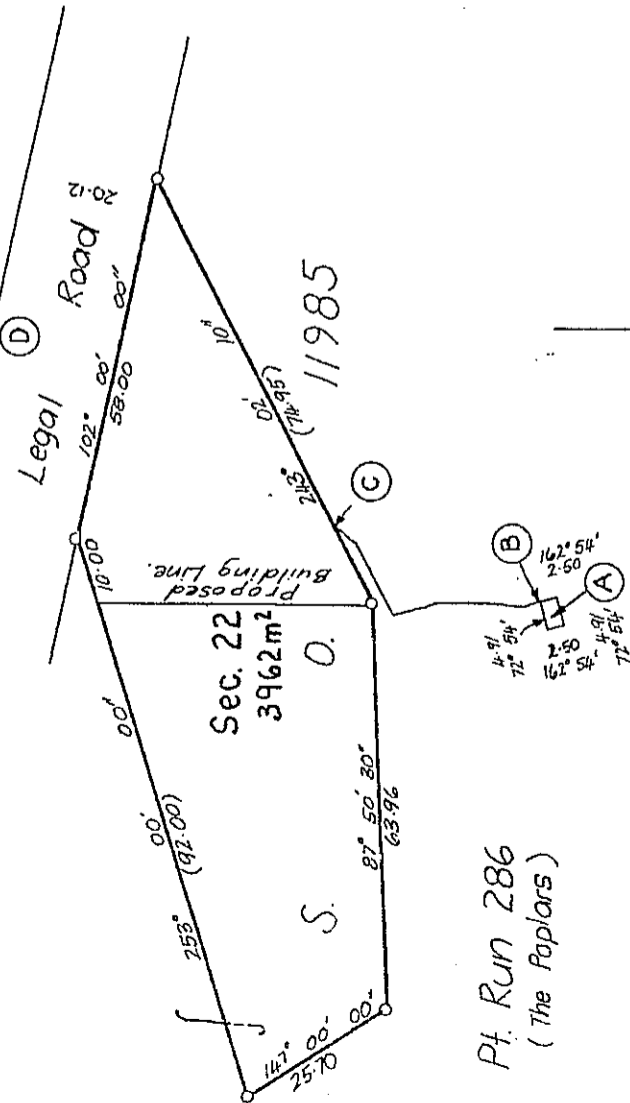 D
Legal Road 20.12
102° 00' 00"
58.00
10.00
253° 00' 00"
(92.00)
Proposed
Building Line.
Sec. 22
3962 m²
S. O. 11985
243° 02' 10"
(74.95)
C
147° 00' 00"
25.70
87° 50' 30"
63.96
B
4.91
72° 54'
162° 54'
2.50
A
2.50
162° 54'
4.91
72° 54'
Pt. Run 286
(The Poplars)